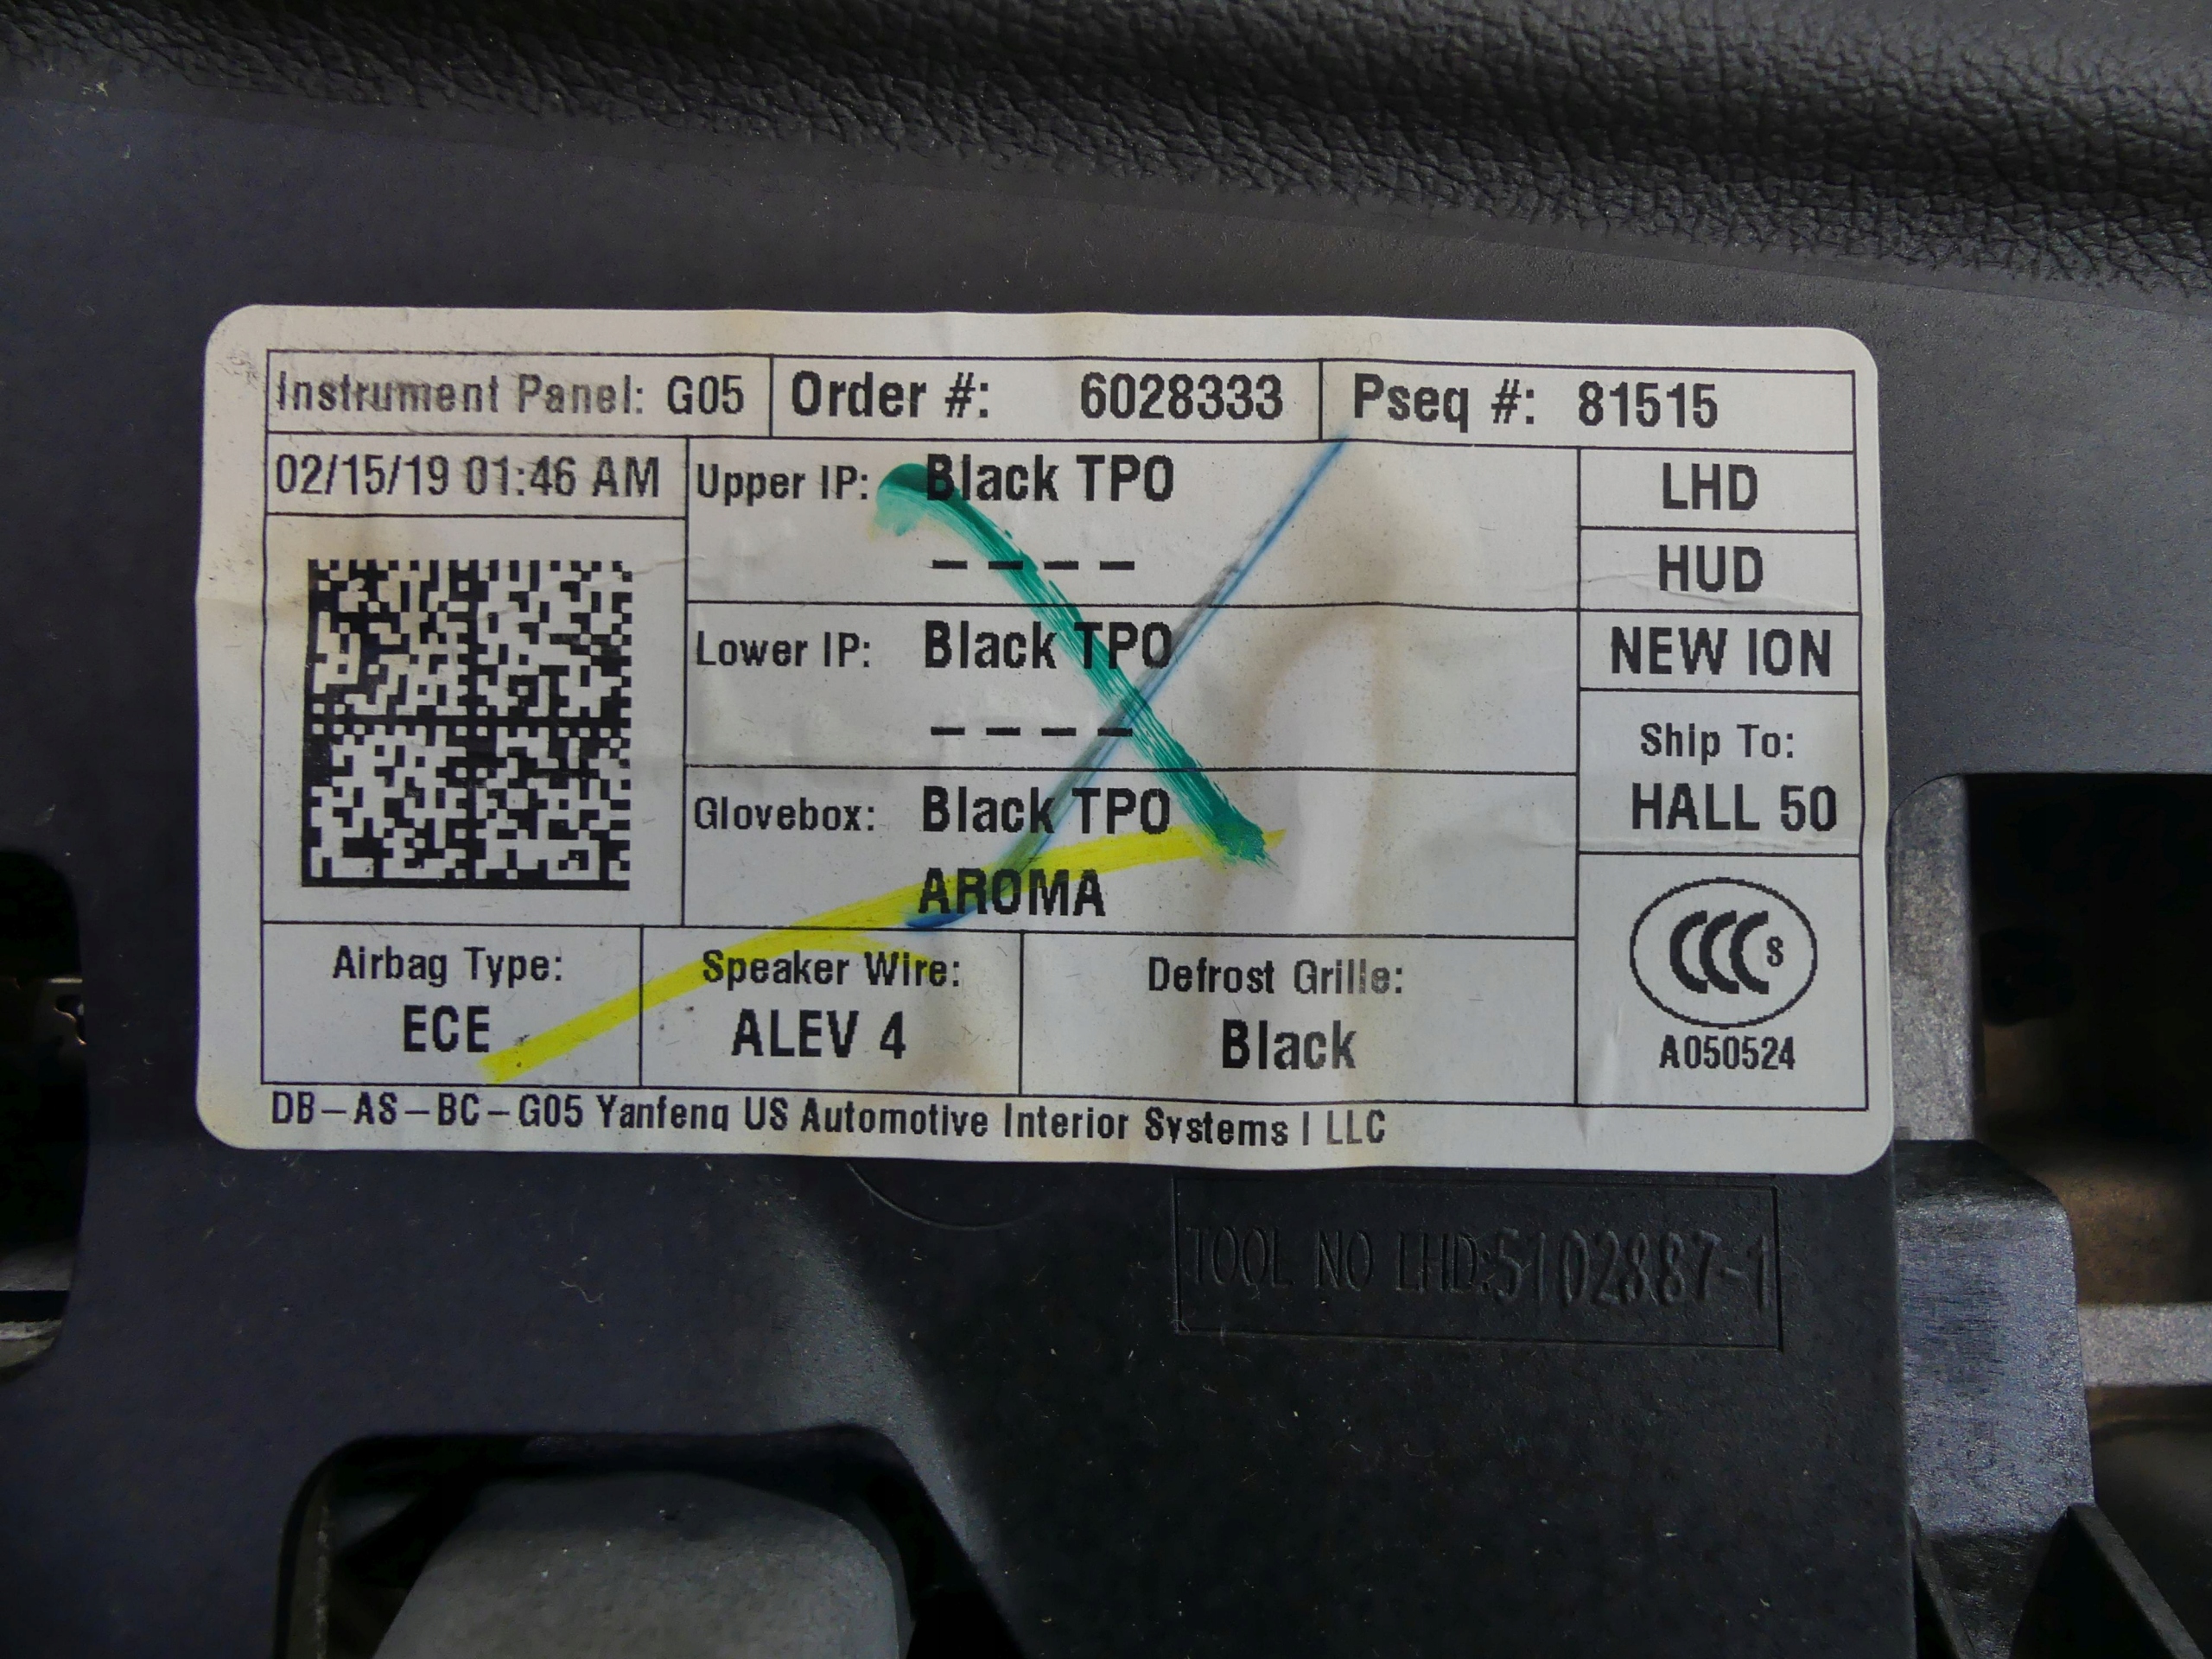 Instrument Panel: G05
Order #: 6028333
Pseq #: 81515
02/15/19 01:46 AM
Upper IP: Black TPO
– – – –
Lower IP: Black TPO
– – – –
Glovebox: Black TPO
AROMA
LHD
HUD
NEW ION
Ship To:
HALL 50
Airbag Type:
ECE
Speaker Wire:
ALEV 4
Defrost Grille:
Black
CCC S
A050524
DB–AS–BC–G05 Yanfeng US Automotive Interior Systems I LLC
TOOL NO LHD:5102887-1